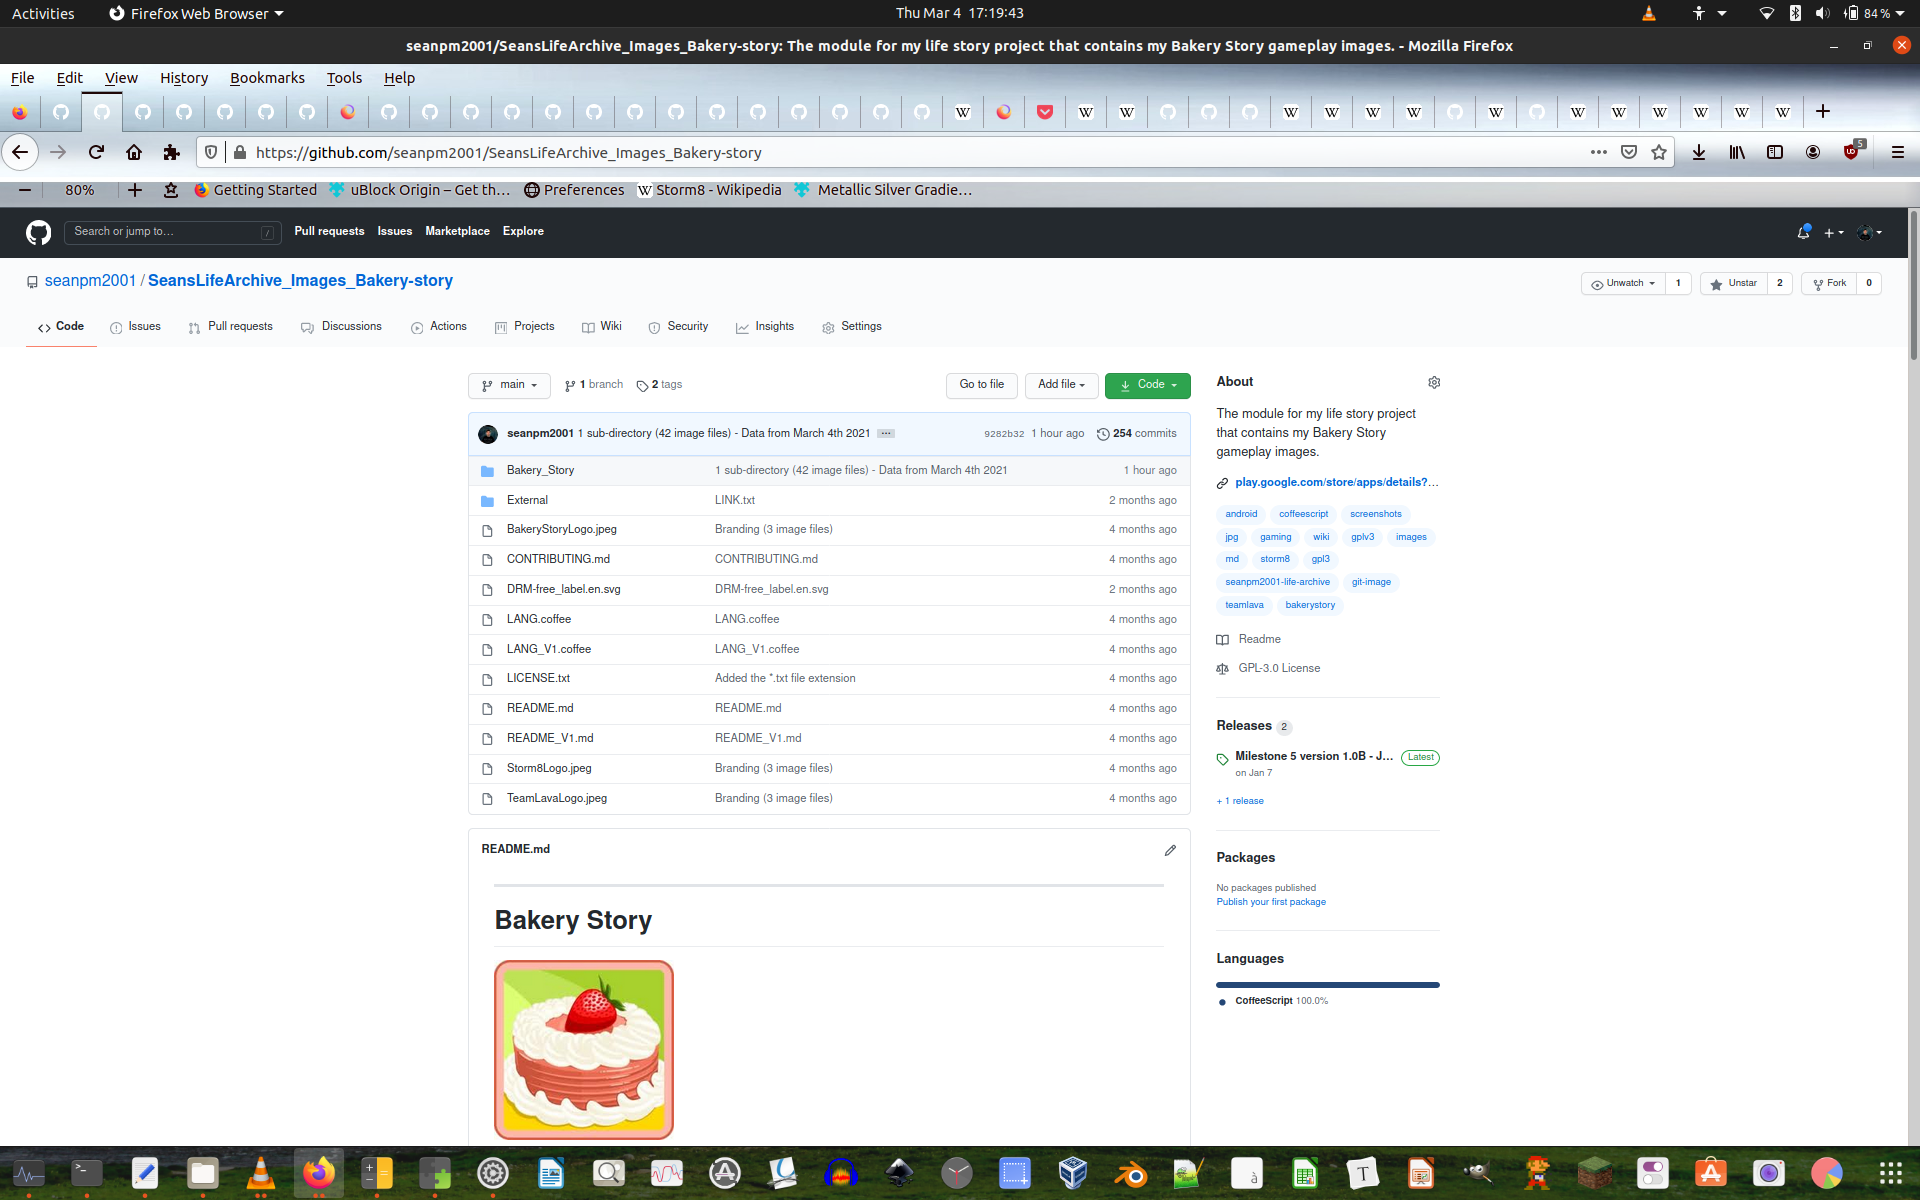 Activities Firefox Web Browser Thu Mar 4 17:19:43 84 %
seanpm2001/SeansLifeArchive_Images_Bakery-story: The module for my life story project that contains my Bakery Story gameplay images. - Mozilla Firefox
File Edit View History Bookmarks Tools Help
https://github.com/seanpm2001/SeansLifeArchive_Images_Bakery-story 5
80% Getting Started uBlock Origin – Get th… Preferences W Storm8 - Wikipedia Metallic Silver Gradie…
Search or jump to… / Pull requests Issues Marketplace Explore
seanpm2001 / SeansLifeArchive_Images_Bakery-story Unwatch 1 Unstar 2 Fork 0
Code Issues Pull requests Discussions Actions Projects Wiki Security Insights Settings
main 1 branch 2 tags Go to file Add file Code
seanpm2001 1 sub-directory (42 image files) - Data from March 4th 2021 9282b32 1 hour ago 254 commits
Bakery_Story 1 sub-directory (42 image files) - Data from March 4th 2021 1 hour ago
External LINK.txt 2 months ago
BakeryStoryLogo.jpeg Branding (3 image files) 4 months ago
CONTRIBUTING.md CONTRIBUTING.md 4 months ago
DRM-free_label.en.svg DRM-free_label.en.svg 2 months ago
LANG.coffee LANG.coffee 4 months ago
LANG_V1.coffee LANG_V1.coffee 4 months ago
LICENSE.txt Added the *.txt file extension 4 months ago
README.md README.md 4 months ago
README_V1.md README_V1.md 4 months ago
Storm8Logo.jpeg Branding (3 image files) 4 months ago
TeamLavaLogo.jpeg Branding (3 image files) 4 months ago
README.md
Bakery Story
About
The module for my life story project
that contains my Bakery Story
gameplay images.
play.google.com/store/apps/details?…
android coffeescript screenshots
jpg gaming wiki gplv3 images
md storm8 gpl3
seanpm2001-life-archive git-image
teamlava bakerystory
Readme
GPL-3.0 License
Releases 2
Milestone 5 version 1.0B - J… Latest
on Jan 7
+ 1 release
Packages
No packages published
Publish your first package
Languages
CoffeeScript 100.0%